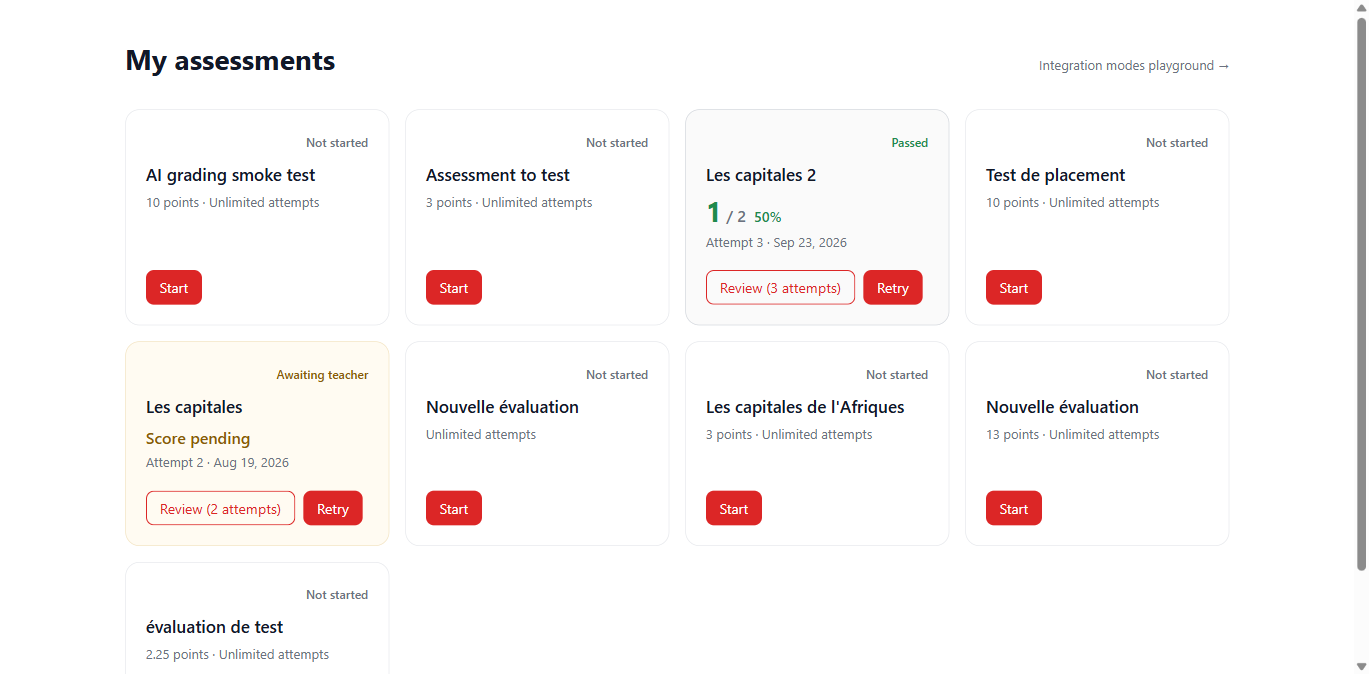 My assessments
Integration modes playground →
Not started
AI grading smoke test
10 points · Unlimited attempts
Start
Not started
Assessment to test
3 points · Unlimited attempts
Start
Passed
Les capitales 2
1 / 2 50%
Attempt 3 · Sep 23, 2026
Review (3 attempts) Retry
Not started
Test de placement
10 points · Unlimited attempts
Start
Awaiting teacher
Les capitales
Score pending
Attempt 2 · Aug 19, 2026
Review (2 attempts) Retry
Not started
Nouvelle évaluation
Unlimited attempts
Start
Not started
Les capitales de l'Afriques
3 points · Unlimited attempts
Start
Not started
Nouvelle évaluation
13 points · Unlimited attempts
Start
Not started
évaluation de test
2.25 points · Unlimited attempts